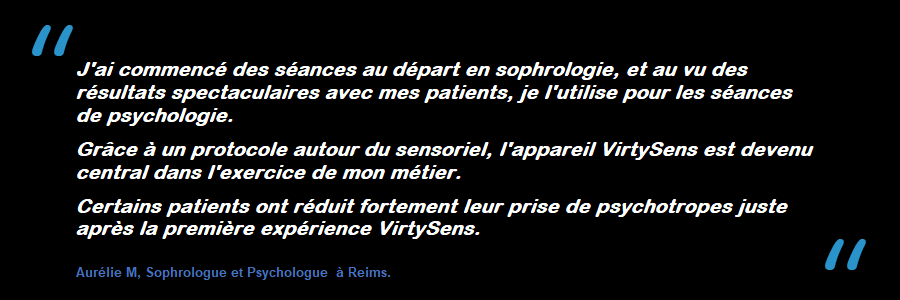 J'ai commencé des séances au départ en sophrologie, et au vu des
résultats spectaculaires avec mes patients, je l'utilise pour les séances
de psychologie.
Grâce à un protocole autour du sensoriel, l'appareil VirtySens est devenu
central dans l'exercice de mon métier.
Certains patients ont réduit fortement leur prise de psychotropes juste
après la première expérience VirtySens.
Aurélie M, Sophrologue et Psychologue  à Reims.